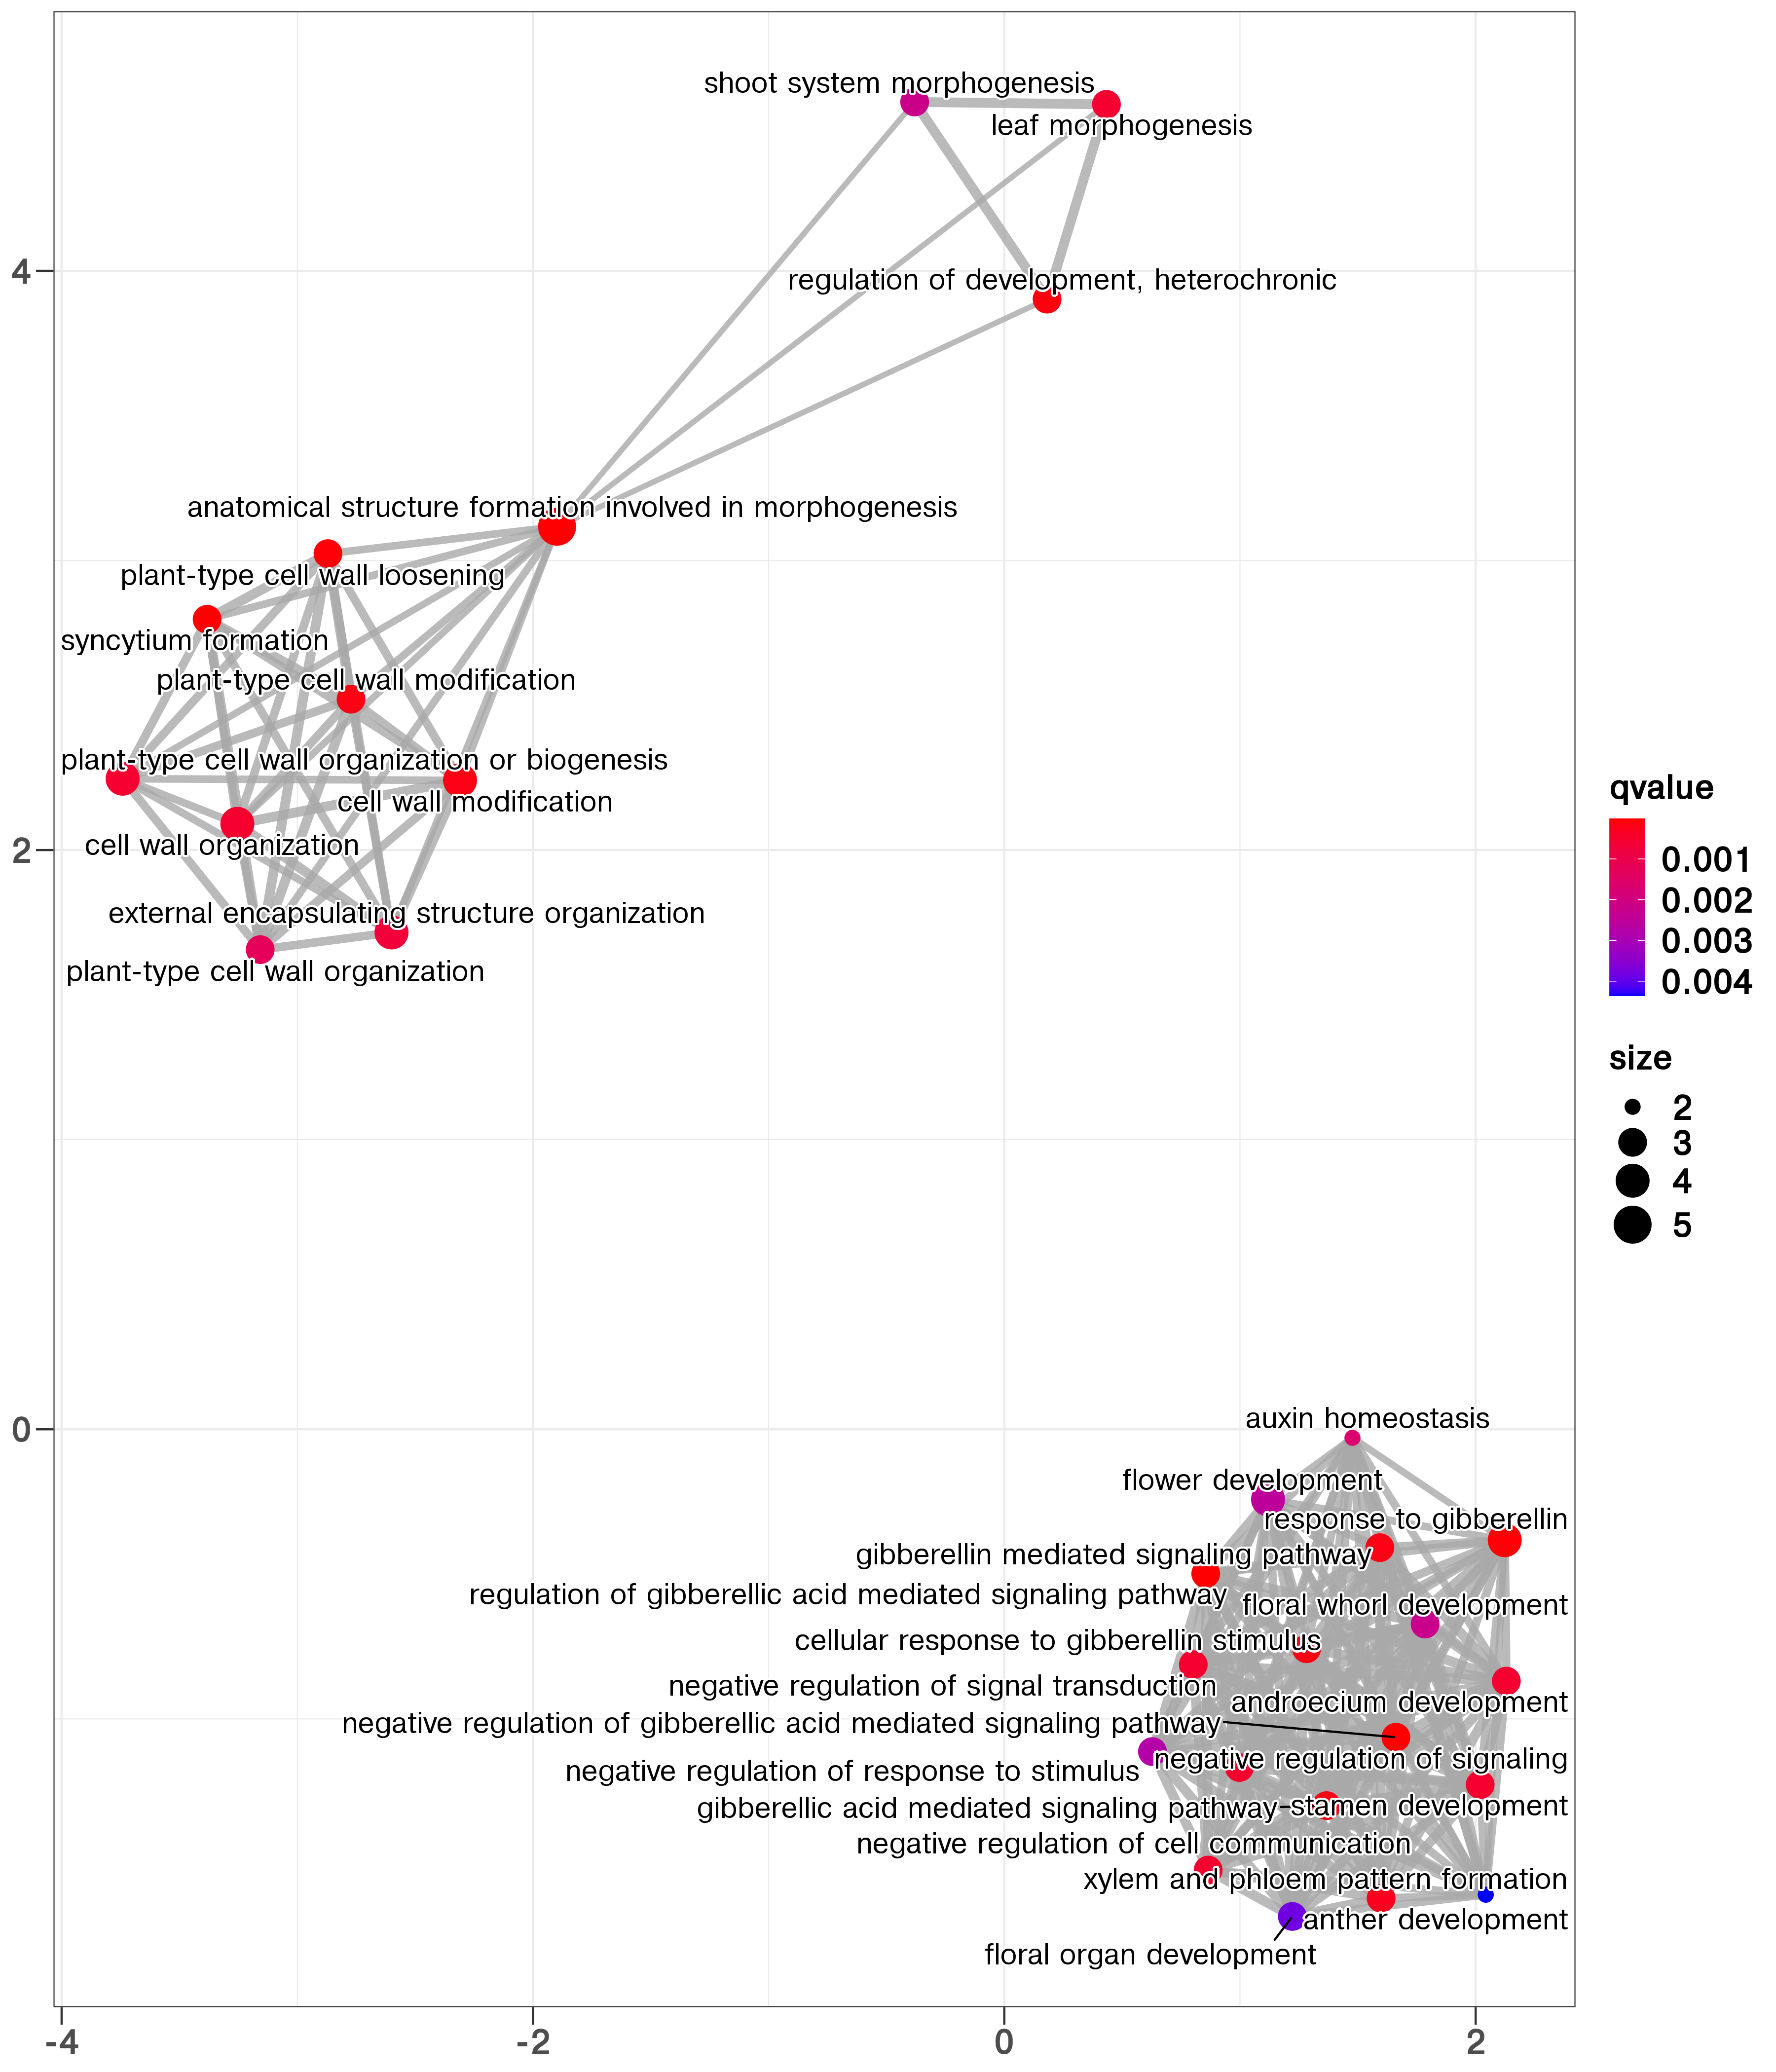 shoot system morphogenesis
leaf morphogenesis
4
regulation of development, heterochronic
anatomical structure formation involved in morphogenesis
plant-type cell wall loosening
syncytium formation
plant-type cell wall modification
plant-type cell wall organization or biogenesis
cell wall modification
2
cell wall organization
external encapsulating structure organization
plant-type cell wall organization
qvalue
0.001
0.002
0.003
0.004
size
2
3
4
5
0
auxin homeostasis
flower development
response to gibberellin
gibberellin mediated signaling pathway
regulation of gibberellic acid mediated signaling pathway
floral whorl development
cellular response to gibberellin stimulus
negative regulation of signal transduction
androecium development
negative regulation of gibberellic acid mediated signaling pathway
negative regulation of signaling
negative regulation of response to stimulus
gibberellic acid mediated signaling pathway
stamen development
negative regulation of cell communication
xylem and phloem pattern formation
anther development
floral organ development
-4
-2
0
2